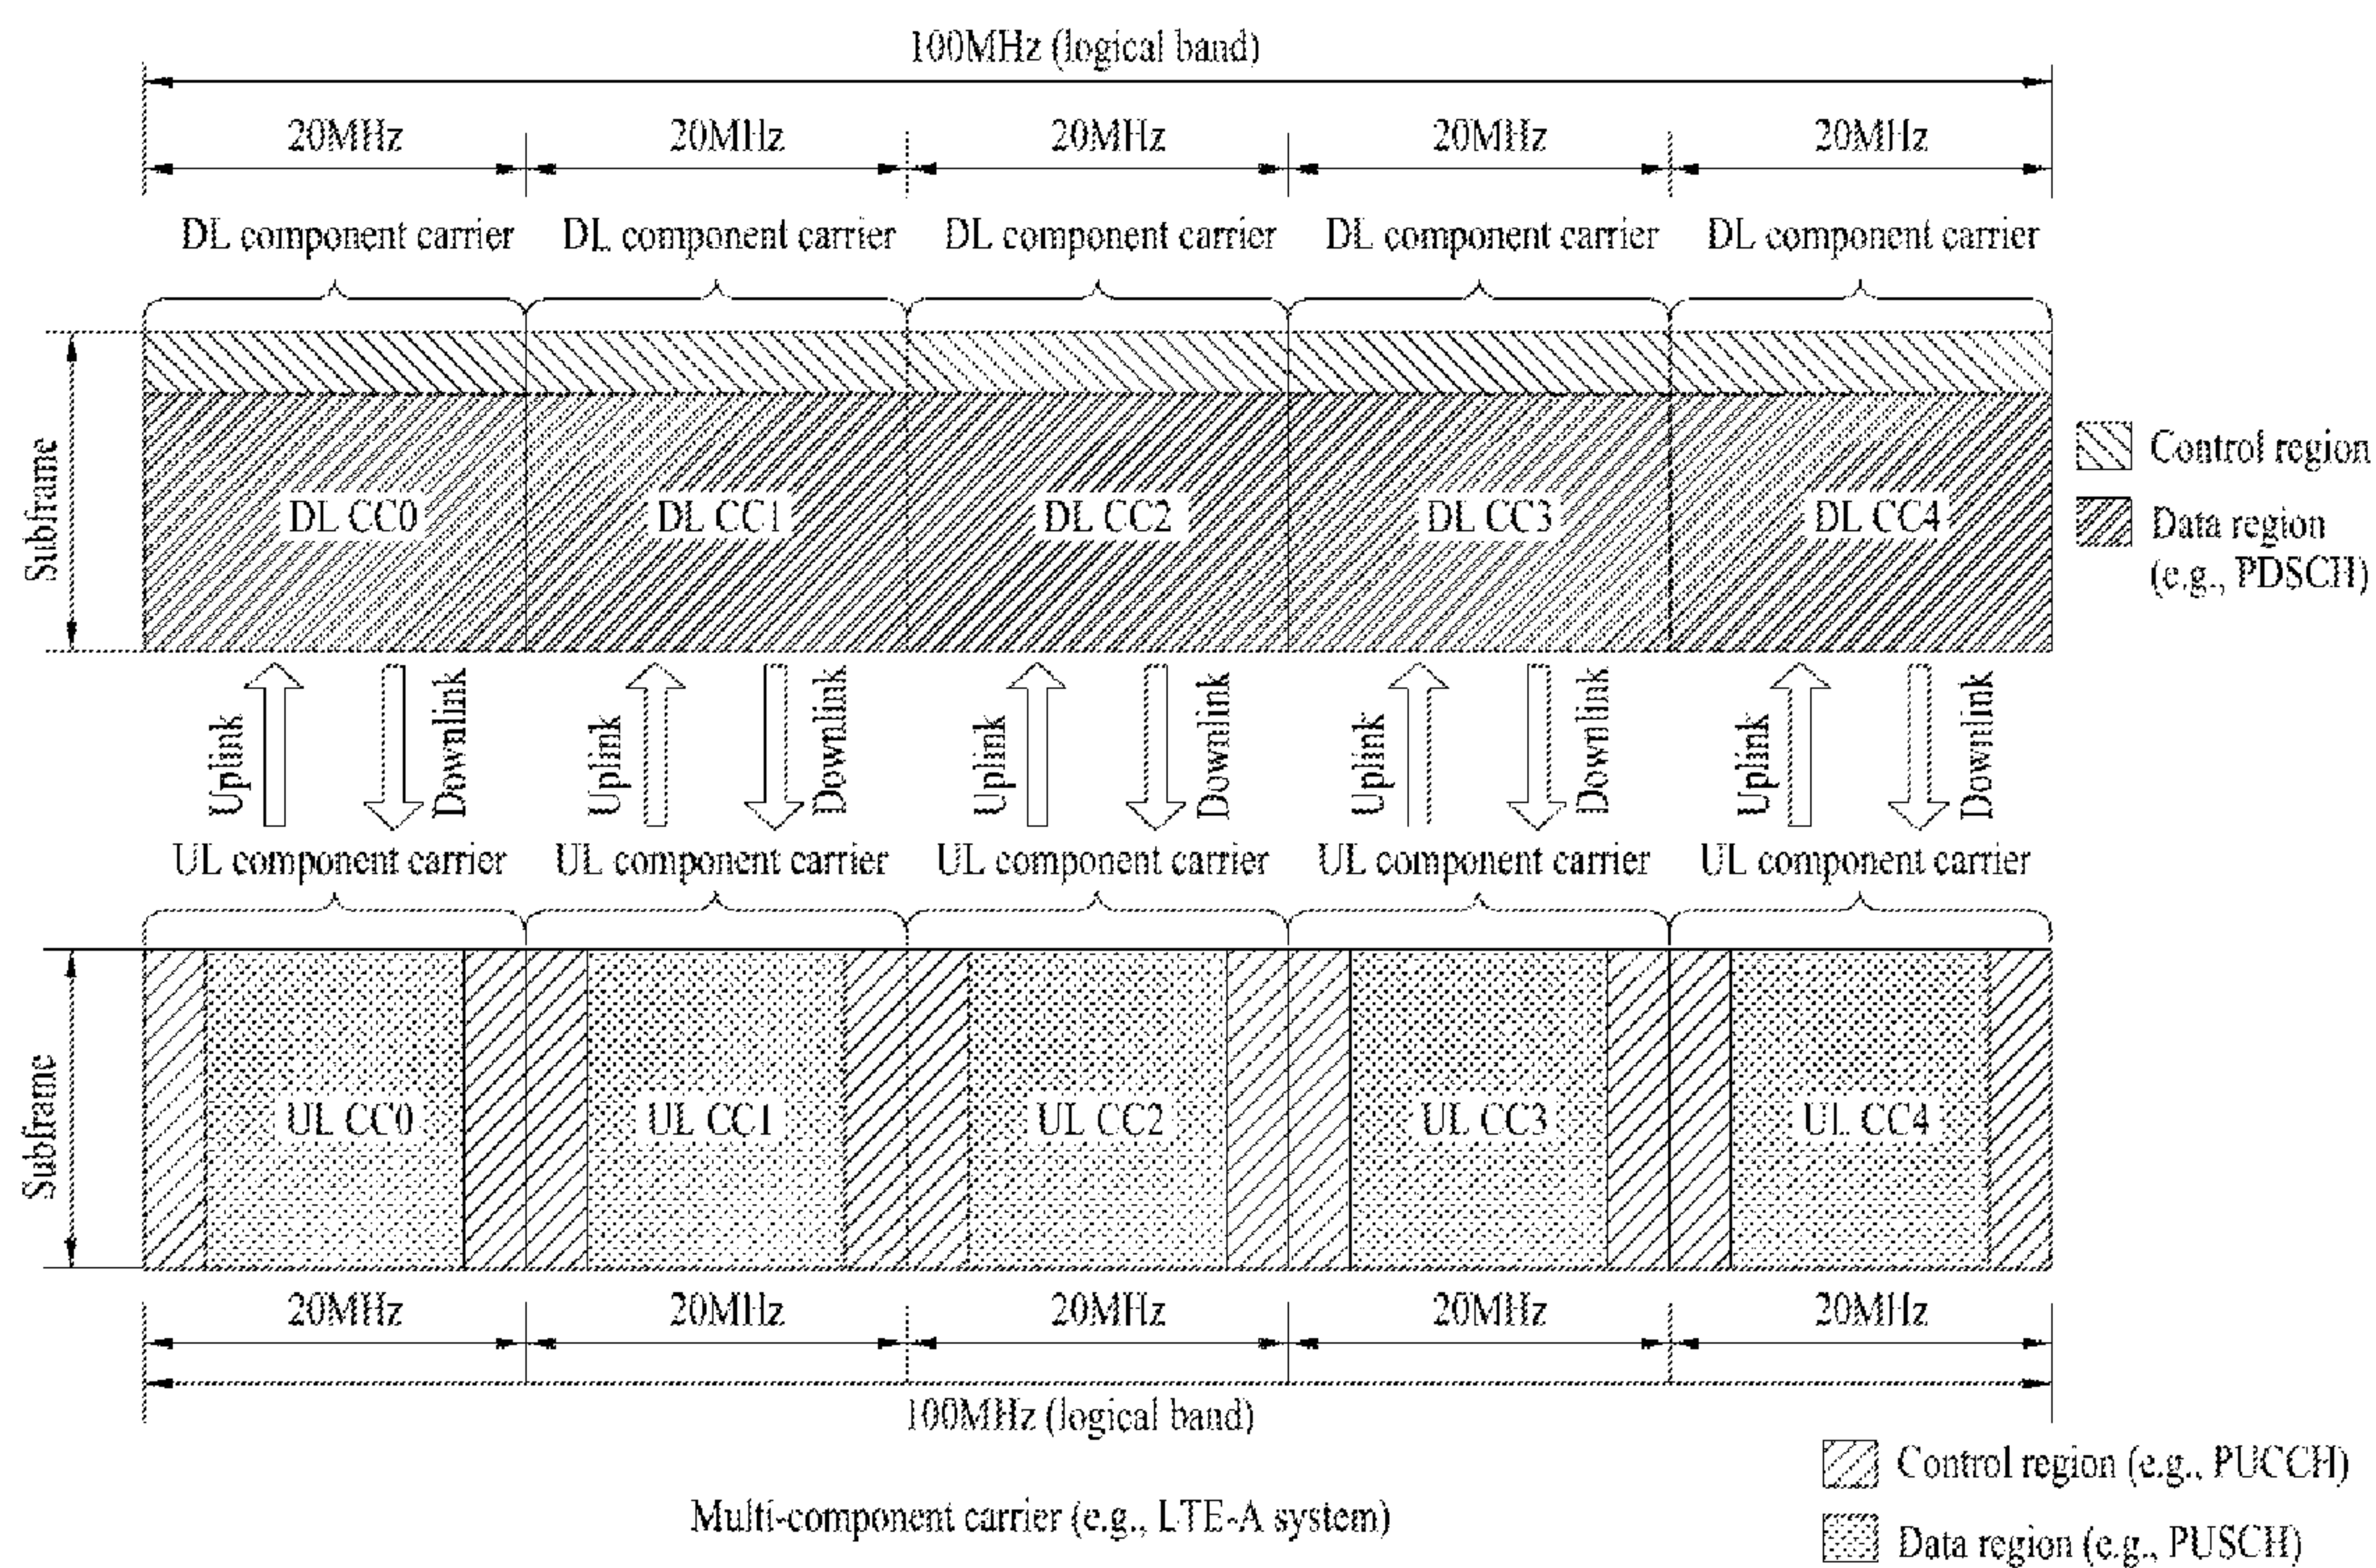 100MHz (logical band)
20MHz 20MHz 20MHz 20MHz 20MHz
DL component carrier DL component carrier DL component carrier DL component carrier DL component carrier
Subframe
DL CC0 DL CC1 DL CC2 DL CC3 DL CC4
Control region
Data region
(e.g., PDSCH)
Uplink Downlink Uplink Downlink Uplink Downlink Uplink Downlink Uplink Downlink
UL component carrier UL component carrier UL component carrier UL component carrier UL component carrier
Subframe
UL CC0 UL CC1 UL CC2 UL CC3 UL CC4
20MHz 20MHz 20MHz 20MHz 20MHz
100MHz (logical band)
Control region (e.g., PUCCH)
Data region (e.g., PUSCH)
Multi-component carrier (e.g., LTE-A system)